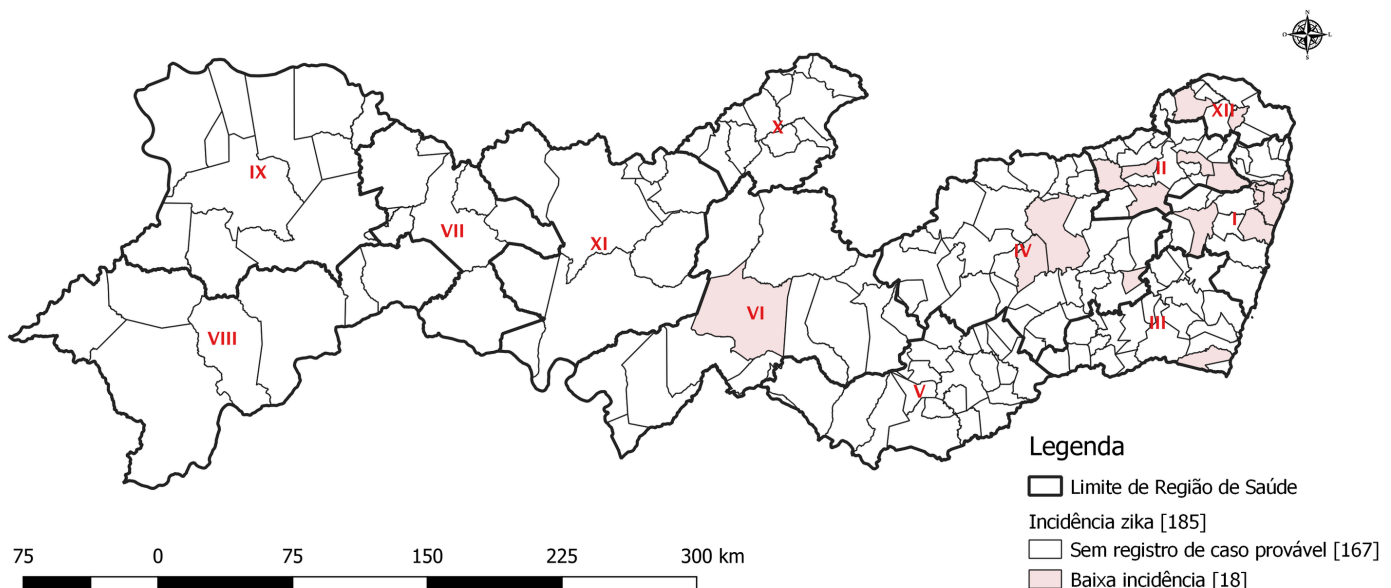 N
O L
S
XII
X
II
IX
I
VII
XI
IV
VI
III
VIII
V
Legenda
Limite de Região de Saúde
Incidência zika [185]
Sem registro de caso provável [167]
Baixa incidência [18]
75 0 75 150 225 300 km